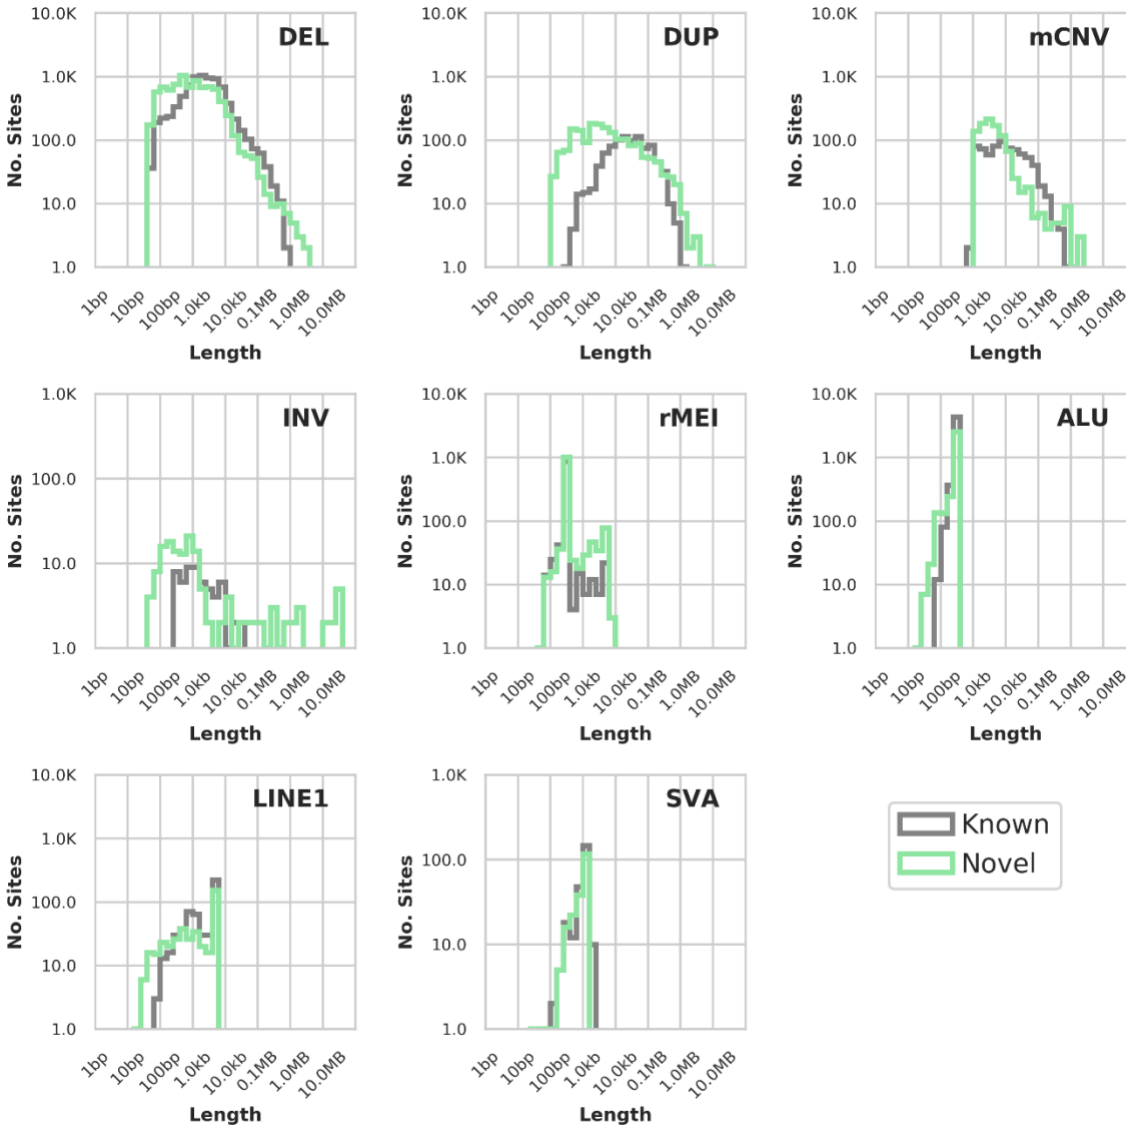 DEL
10.0K
1.0K
100.0
10.0
1.0
No. Sites
1bp
10bp
100bp
1.0kb
10.0kb
0.1MB
1.0MB
10.0MB
Length
DUP
10.0K
1.0K
100.0
10.0
1.0
No. Sites
1bp
10bp
100bp
1.0kb
10.0kb
0.1MB
1.0MB
10.0MB
Length
mCNV
10.0K
1.0K
100.0
10.0
1.0
No. Sites
1bp
10bp
100bp
1.0kb
10.0kb
0.1MB
1.0MB
10.0MB
Length
INV
1.0K
100.0
10.0
1.0
No. Sites
1bp
10bp
100bp
1.0kb
10.0kb
0.1MB
1.0MB
10.0MB
Length
rMEI
10.0K
1.0K
100.0
10.0
1.0
No. Sites
1bp
10bp
100bp
1.0kb
10.0kb
0.1MB
1.0MB
10.0MB
Length
ALU
10.0K
1.0K
100.0
10.0
1.0
No. Sites
1bp
10bp
100bp
1.0kb
10.0kb
0.1MB
1.0MB
10.0MB
Length
LINE1
10.0K
1.0K
100.0
10.0
1.0
No. Sites
1bp
10bp
100bp
1.0kb
10.0kb
0.1MB
1.0MB
10.0MB
Length
SVA
1.0K
100.0
10.0
1.0
No. Sites
1bp
10bp
100bp
1.0kb
10.0kb
0.1MB
1.0MB
10.0MB
Length
Known
Novel